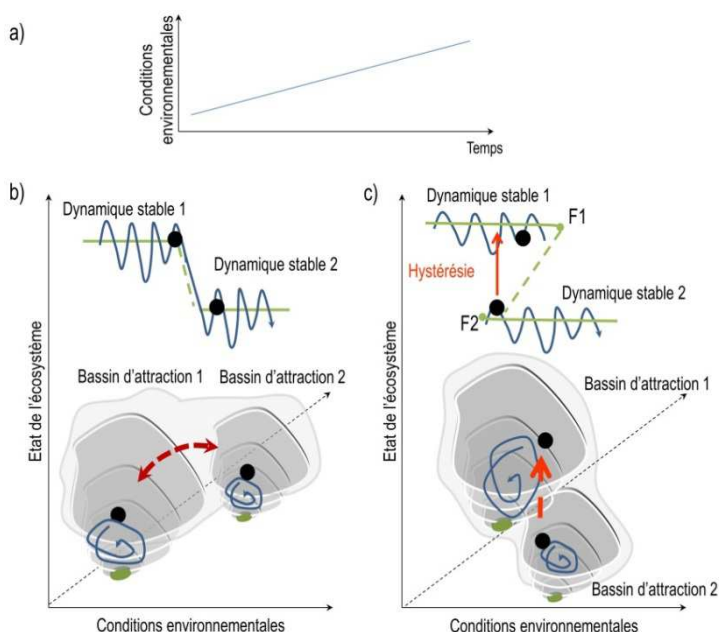 a)
Conditions
environnementales
Temps
b)
Dynamique stable 1
Dynamique stable 2
Etat de l'écosystème
Bassin d'attraction 1
Bassin d'attraction 2
Conditions environnementales
c)
Dynamique stable 1
F1
Hystérésie
Dynamique stable 2
F2
Etat de l'écosystème
Bassin d'attraction 1
Bassin d'attraction 2
Conditions environnementales